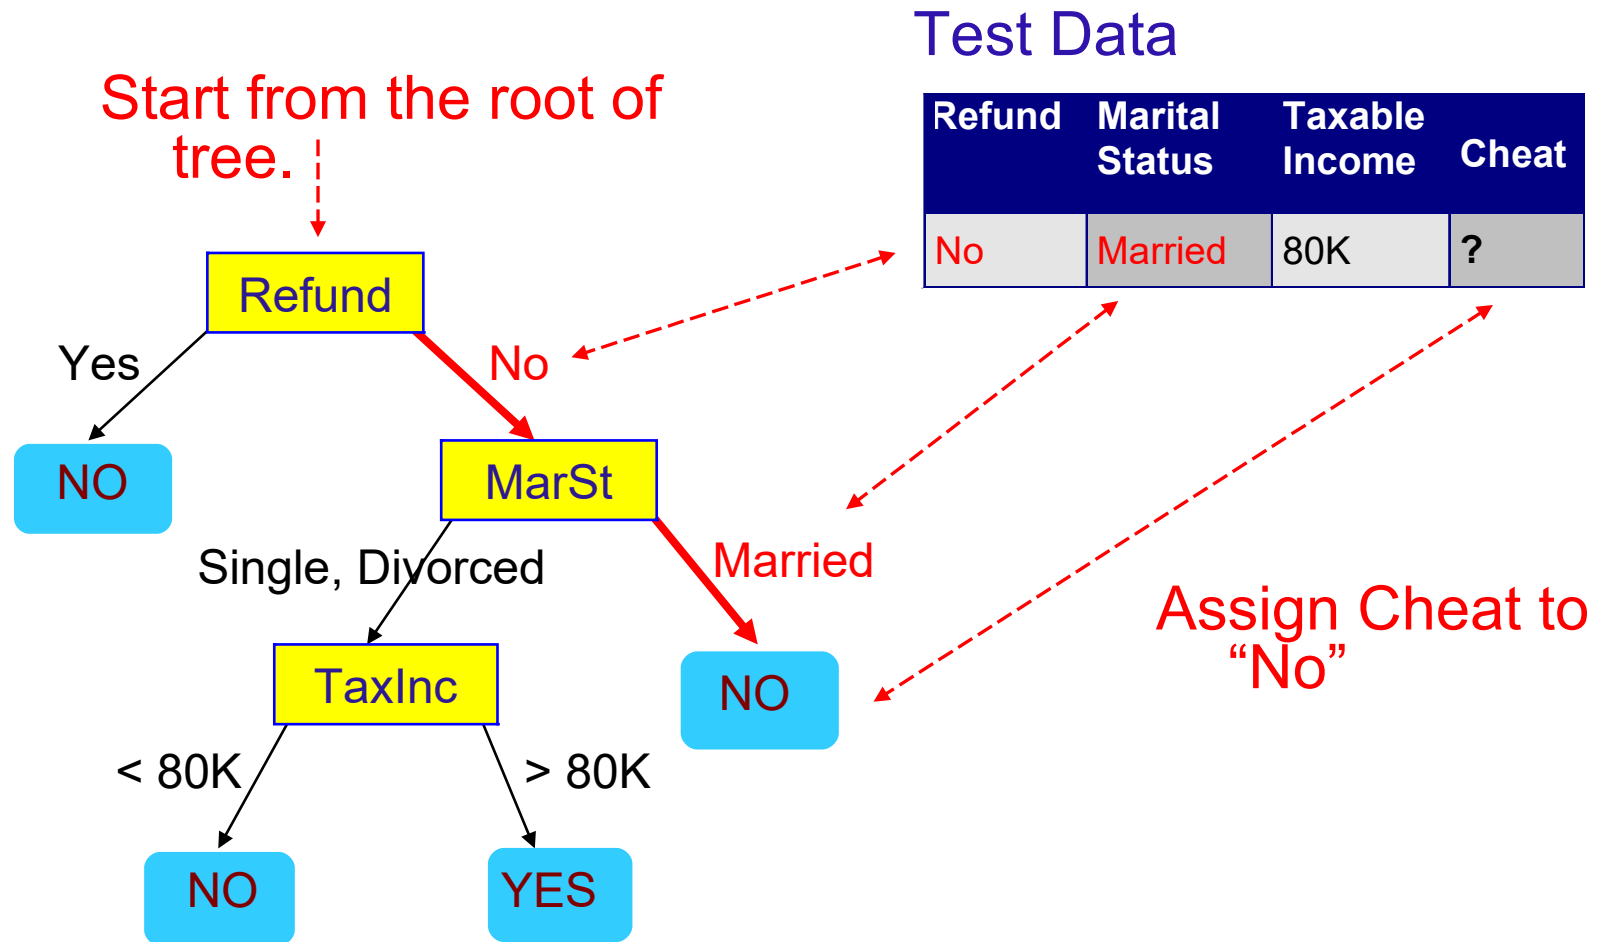 Test Data
Start from the root of
tree.
Refund Marital Taxable
Status Income Cheat
No Married 80K ?
Refund
Yes No
NO MarSt
Single, Divorced Married
Assign Cheat to
“No”
TaxInc NO
< 80K > 80K
NO YES